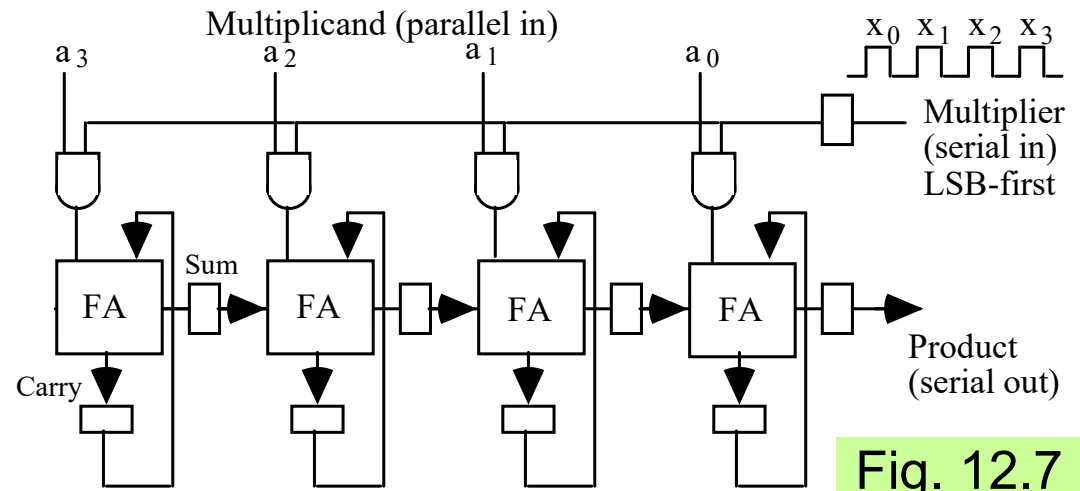 Multiplicand (parallel in)
a3 a2 a1 a0
x0 x1 x2 x3
Multiplier
(serial in)
LSB-first
Sum
FA FA FA FA
Carry
Product
(serial out)
Fig. 12.7